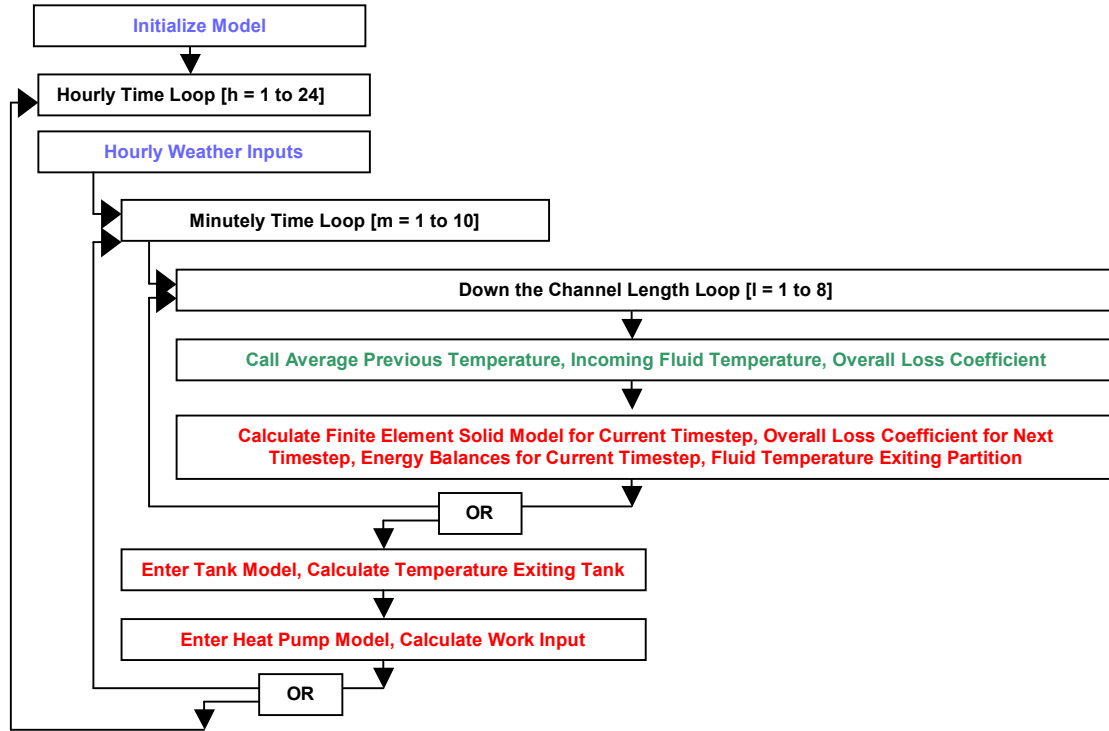 Initialize Model
Hourly Time Loop [h = 1 to 24]
Hourly Weather Inputs
Minutely Time Loop [m = 1 to 10]
Down the Channel Length Loop [l = 1 to 8]
Call Average Previous Temperature, Incoming Fluid Temperature, Overall Loss Coefficient
Calculate Finite Element Solid Model for Current Timestep, Overall Loss Coefficient for Next
Timestep, Energy Balances for Current Timestep, Fluid Temperature Exiting Partition
OR
Enter Tank Model, Calculate Temperature Exiting Tank
Enter Heat Pump Model, Calculate Work Input
OR